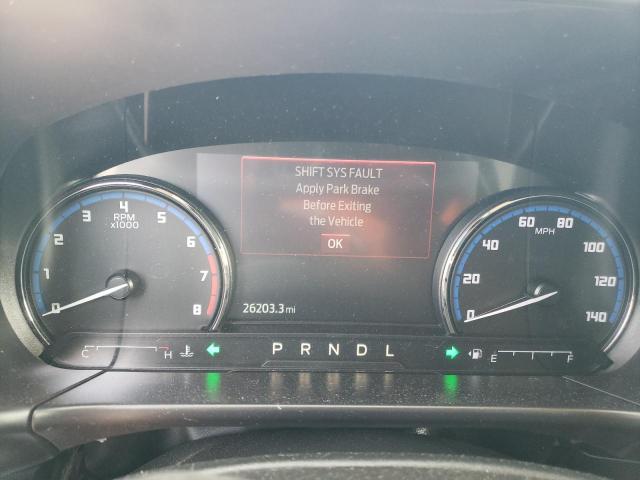 SHIFT SYS FAULT
Apply Park Brake
Before Exiting
the Vehicle
OK
0 1 2 3 4 5 6 7 8
RPM
x1000
0 20 40 60 80 100 120 140
MPH
26203.3 mi
C H P R N D L E F